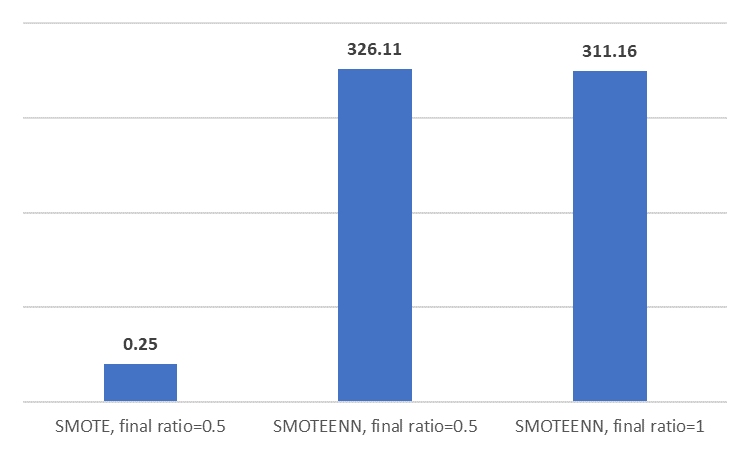 326.11
311.16
0.25
SMOTE, final ratio=0.5
SMOTEENN, final ratio=0.5
SMOTEENN, final ratio=1